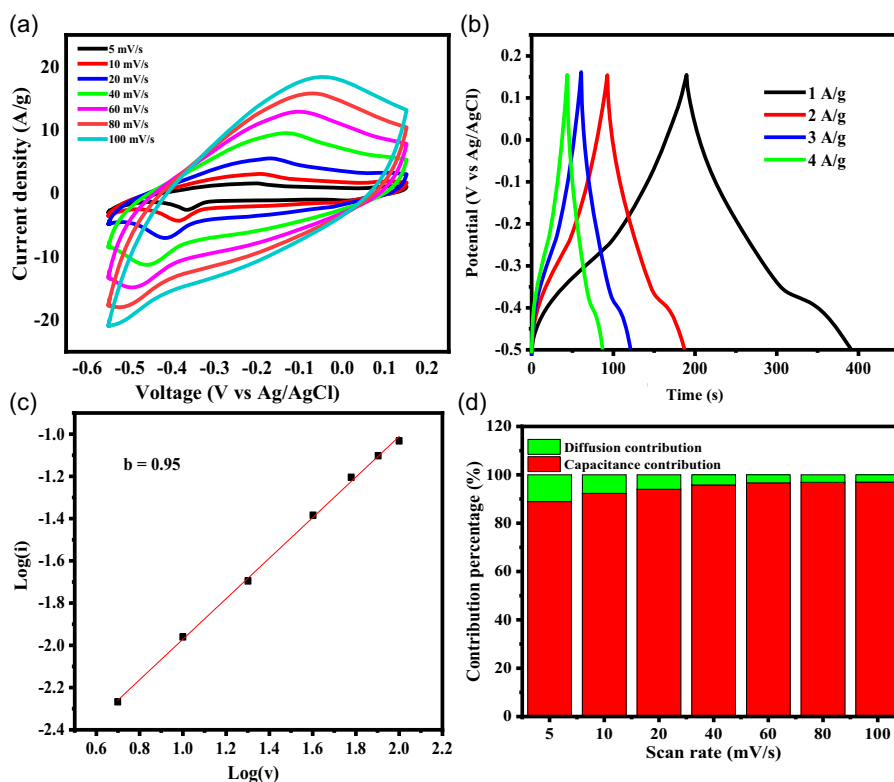 (a)
5 mV/s
10 mV/s
20 mV/s
40 mV/s
60 mV/s
80 mV/s
100 mV/s
20
10
0
-10
-20
Current density (A/g)
-0.6 -0.5 -0.4 -0.3 -0.2 -0.1 0.0 0.1 0.2
Voltage (V vs Ag/AgCl)
(b)
1 A/g
2 A/g
3 A/g
4 A/g
0.2
0.1
0.0
-0.1
-0.2
-0.3
-0.4
-0.5
Potential (V vs Ag/AgCl)
0 100 200 300 400
Time (s)
(c)
b = 0.95
-1.0
-1.2
-1.4
-1.6
-1.8
-2.0
-2.2
-2.4
Log(i)
0.6 0.8 1.0 1.2 1.4 1.6 1.8 2.0 2.2
Log(v)
(d)
Diffusion contribution
Capacitance contribution
120
100
80
60
40
20
0
Contribution percentage (%)
5 10 20 40 60 80 100
Scan rate (mV/s)